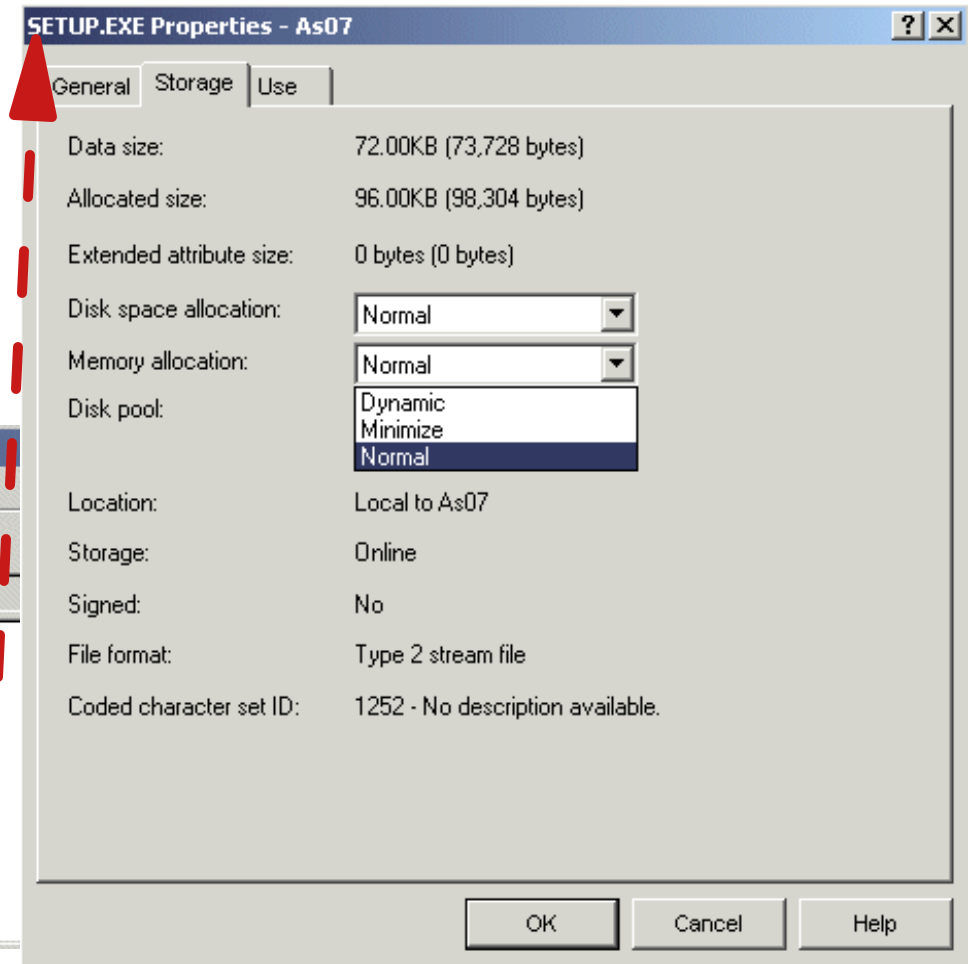 SETUP.EXE Properties - As07
General Storage Use
Data size: 72.00KB (73,728 bytes)
Allocated size: 96.00KB (98,304 bytes)
Extended attribute size: 0 bytes (0 bytes)
Disk space allocation: Normal
Memory allocation: Normal
Disk pool: Dynamic
Minimize
Normal
Location: Local to As07
Storage: Online
Signed: No
File format: Type 2 stream file
Coded character set ID: 1252 - No description available.
OK Cancel Help